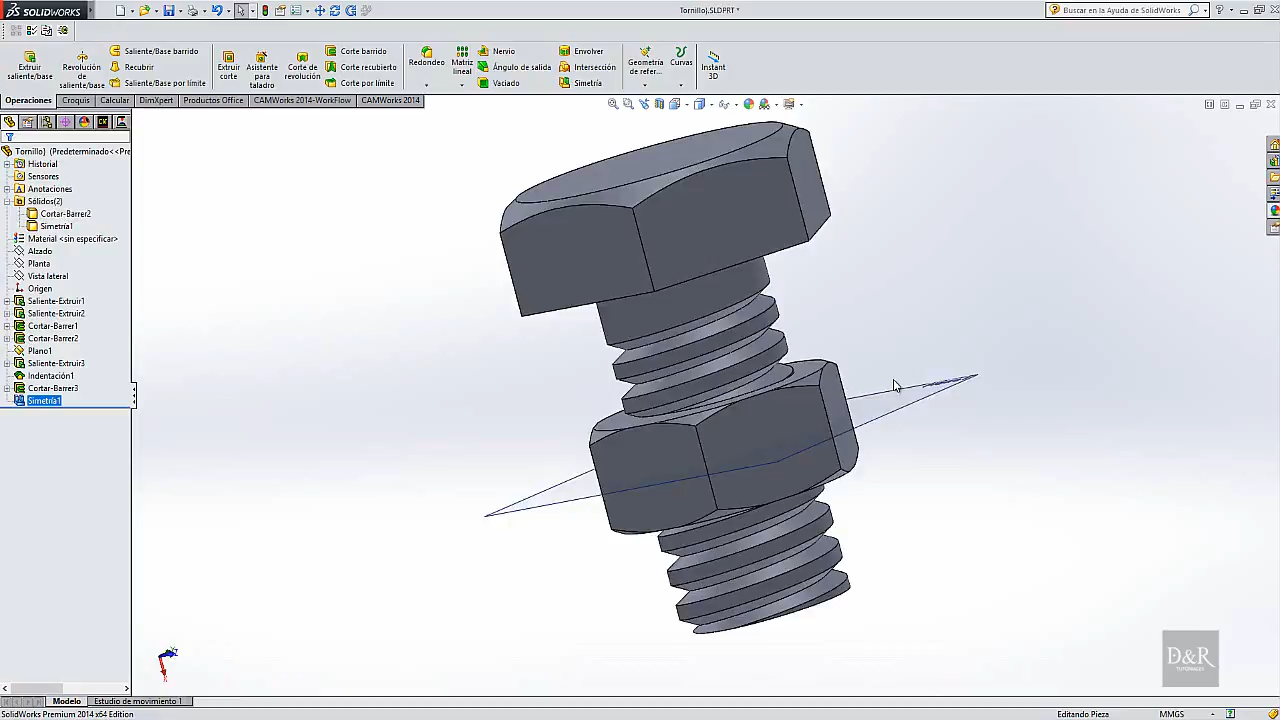 SOLIDWORKS
Tornillo].SLDPRT *
Buscar en la Ayuda de SolidWorks
Extruir saliente/base
Revolución de saliente/base
Saliente/Base barrido
Recubrir
Saliente/Base por límite
Extruir corte
Asistente para taladro
Corte de revolución
Corte barrido
Corte recubierto
Corte por límite
Redondeo
Matriz lineal
Nervio
Ángulo de salida
Vaciado
Envolver
Intersección
Simetría
Geometría de refer...
Curvas
Instant 3D
Operaciones
Croquis
Calcular
DimXpert
Productos Office
CAMWorks 2014-WorkFlow
CAMWorks 2014
Tornillo] (Predeterminado<<Pre
Historial
Sensores
Anotaciones
Sólidos(2)
Cortar-Barrer2
Simetría1
Material <sin especificar>
Alzado
Planta
Vista lateral
Origen
Saliente-Extruir1
Saliente-Extruir2
Cortar-Barrer1
Cortar-Barrer2
Plano1
Saliente-Extruir3
Indentación1
Cortar-Barrer3
Simetría1
D&R
TUTORIALES
Modelo
Estudio de movimiento 1
SolidWorks Premium 2014 x64 Edition
Editando Pieza
MMGS